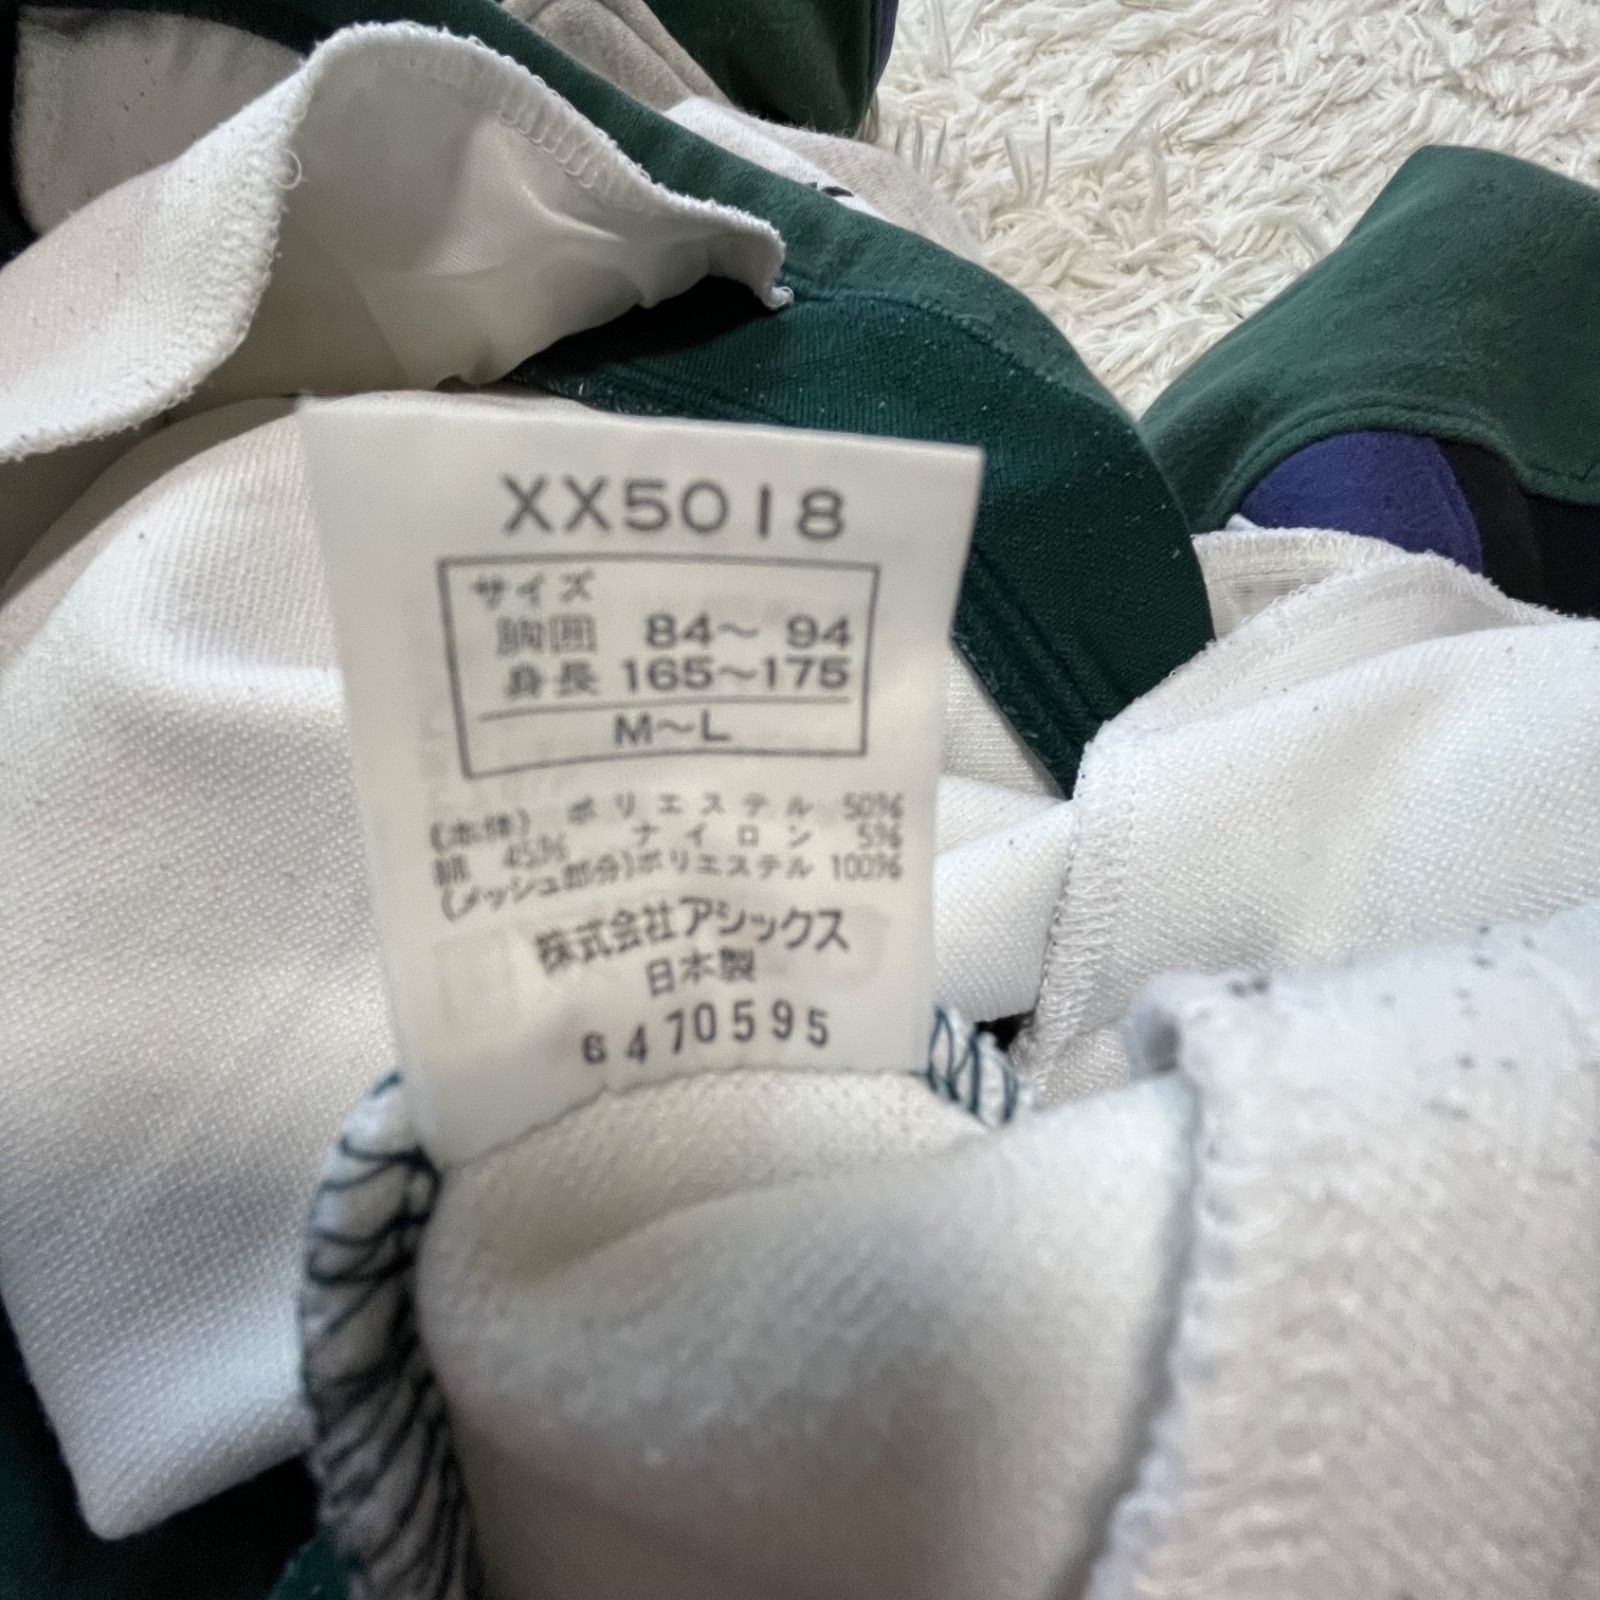 XX5018
サイズ
胸囲 84～94
身長 165～175
M～L
(本体) ポリエステル 50%
綿 45% ナイロン 5%
(メッシュ部分)ポリエステル 100%
株式会社アシックス
日本製
6470595